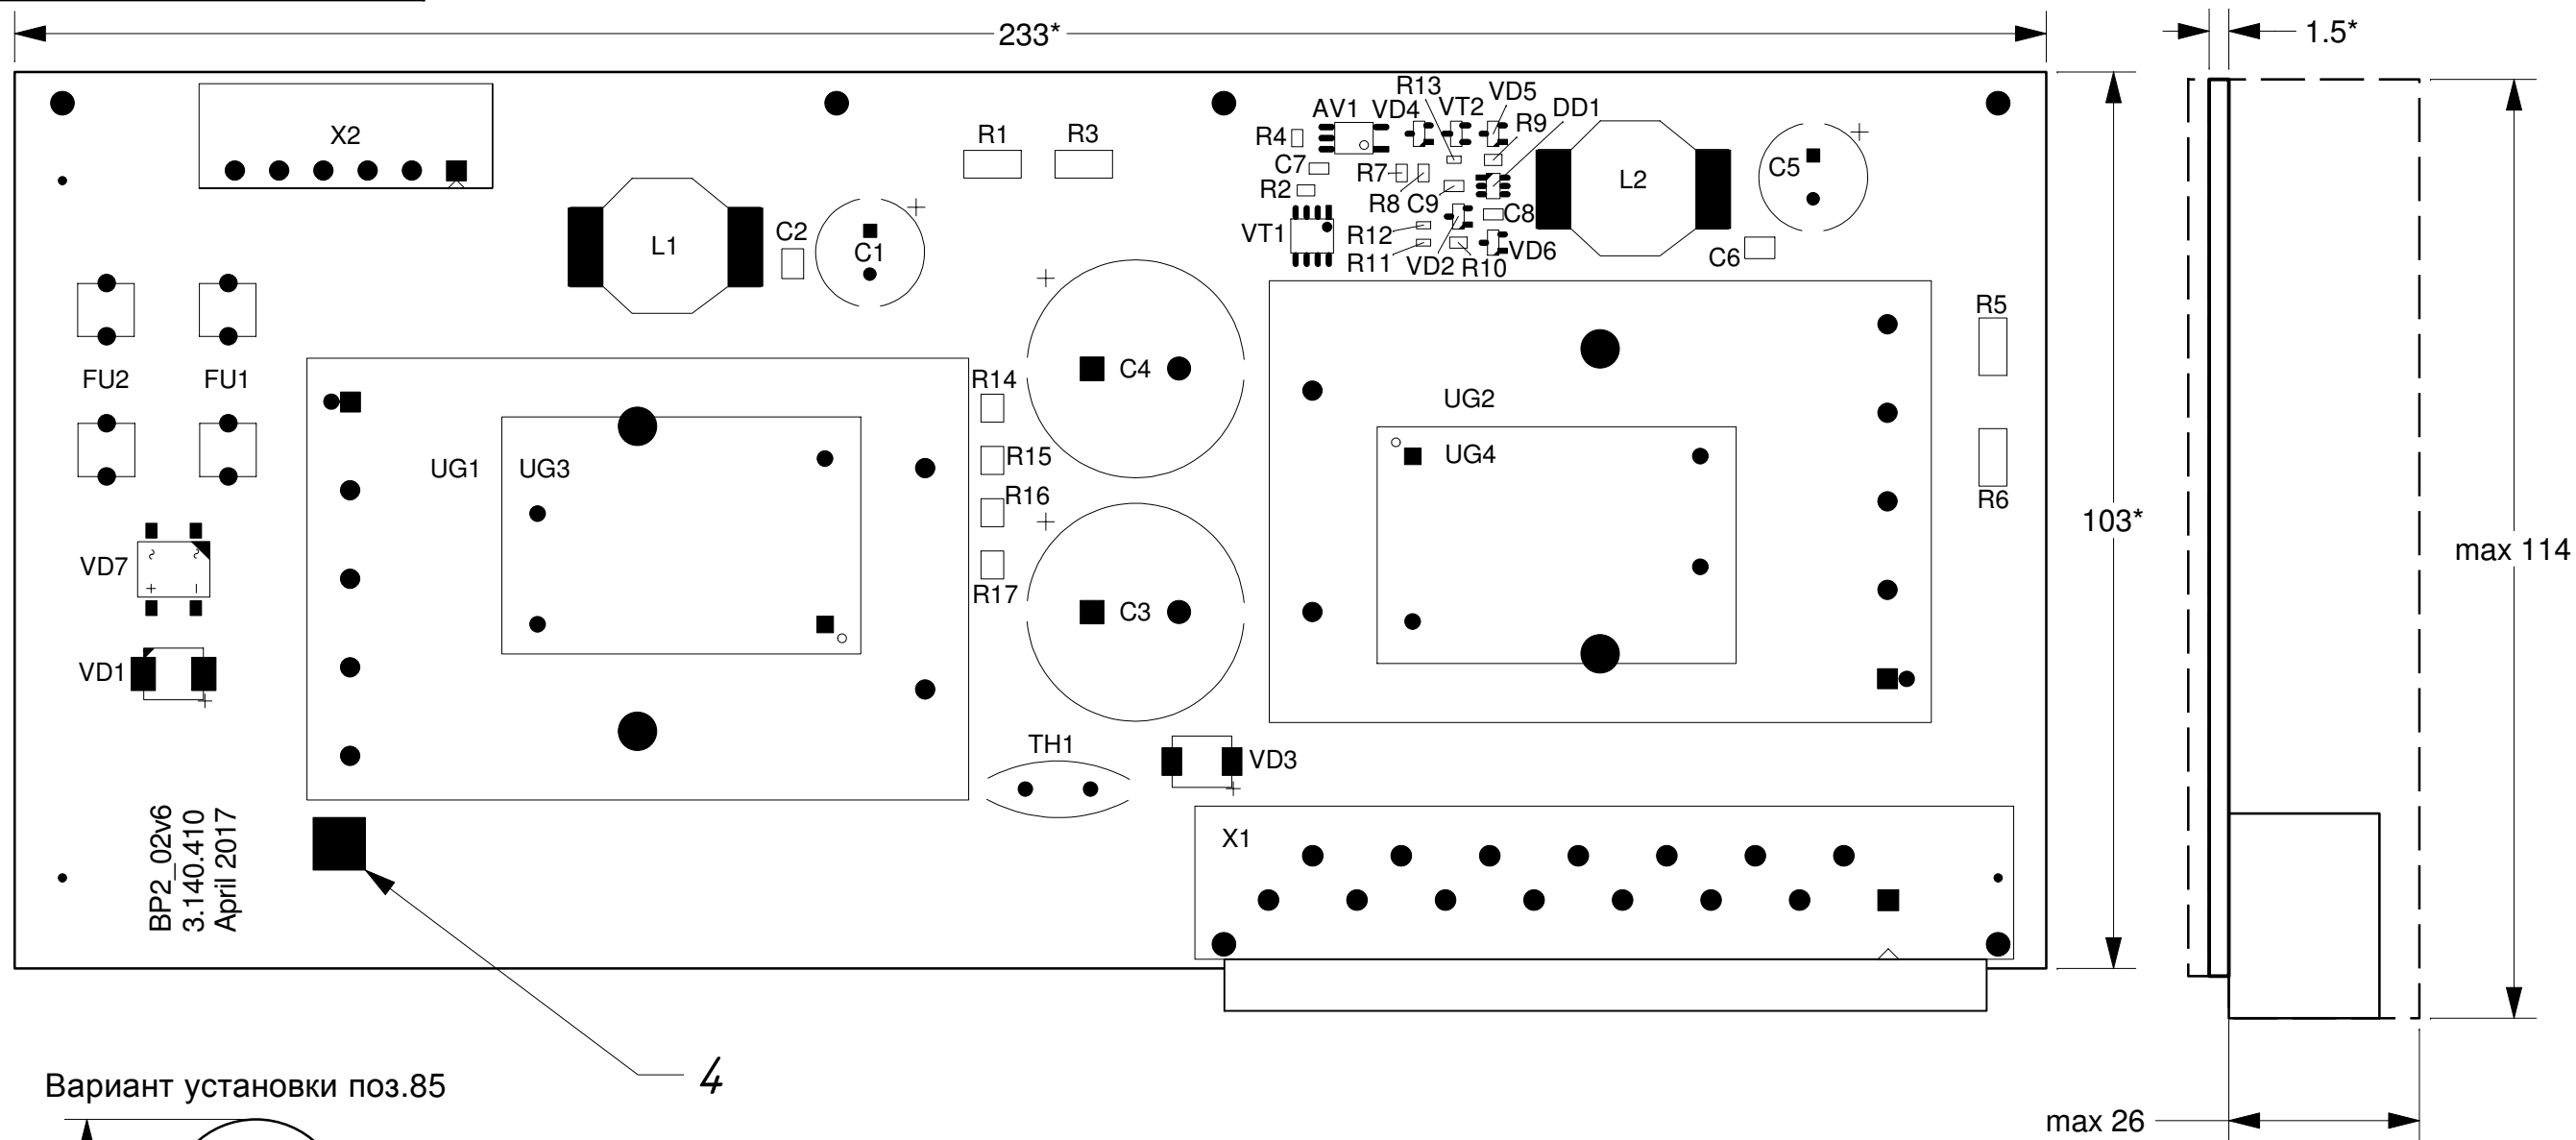 233*
1.5*
X2
R1
R3
R13
VD5
AV1
VD4
VT2
DD1
R4
R9
C7
R7
R2
R8
C9
C8
VT1
R12
R11
VD2
R10
VD6
L2
C5
C6
L1
C2
C1
R5
FU2
FU1
C4
R14
UG2
UG1
UG3
R15
UG4
R16
R6
103*
max 114
VD7
R17
C3
VD1
TH1
VD3
BP2_02v6
3.140.410
April 2017
X1
4
Вариант установки поз.85
max 26